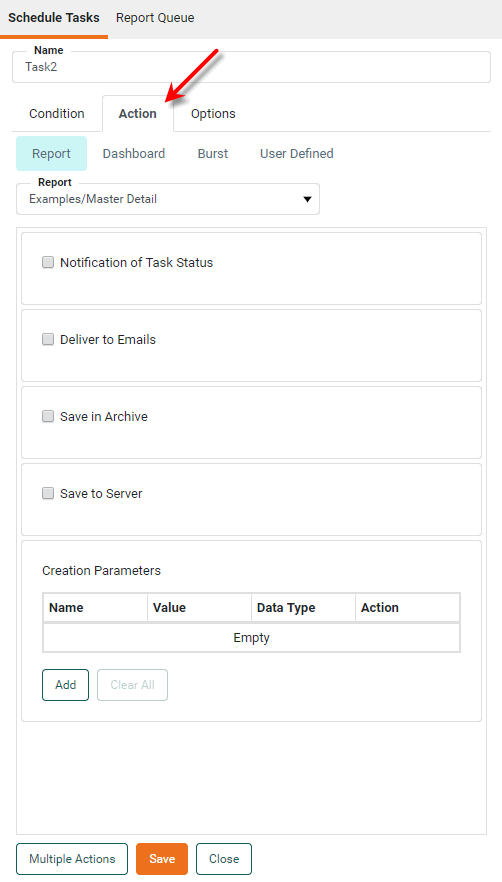 Schedule Tasks Report Queue
Name
Task2
Condition Action Options
Report Dashboard Burst User Defined
Report
Examples/Master Detail
Notification of Task Status
Deliver to Emails
Save in Archive
Save to Server
Creation Parameters
Name Value Data Type Action
Empty
Add Clear All
Multiple Actions Save Close